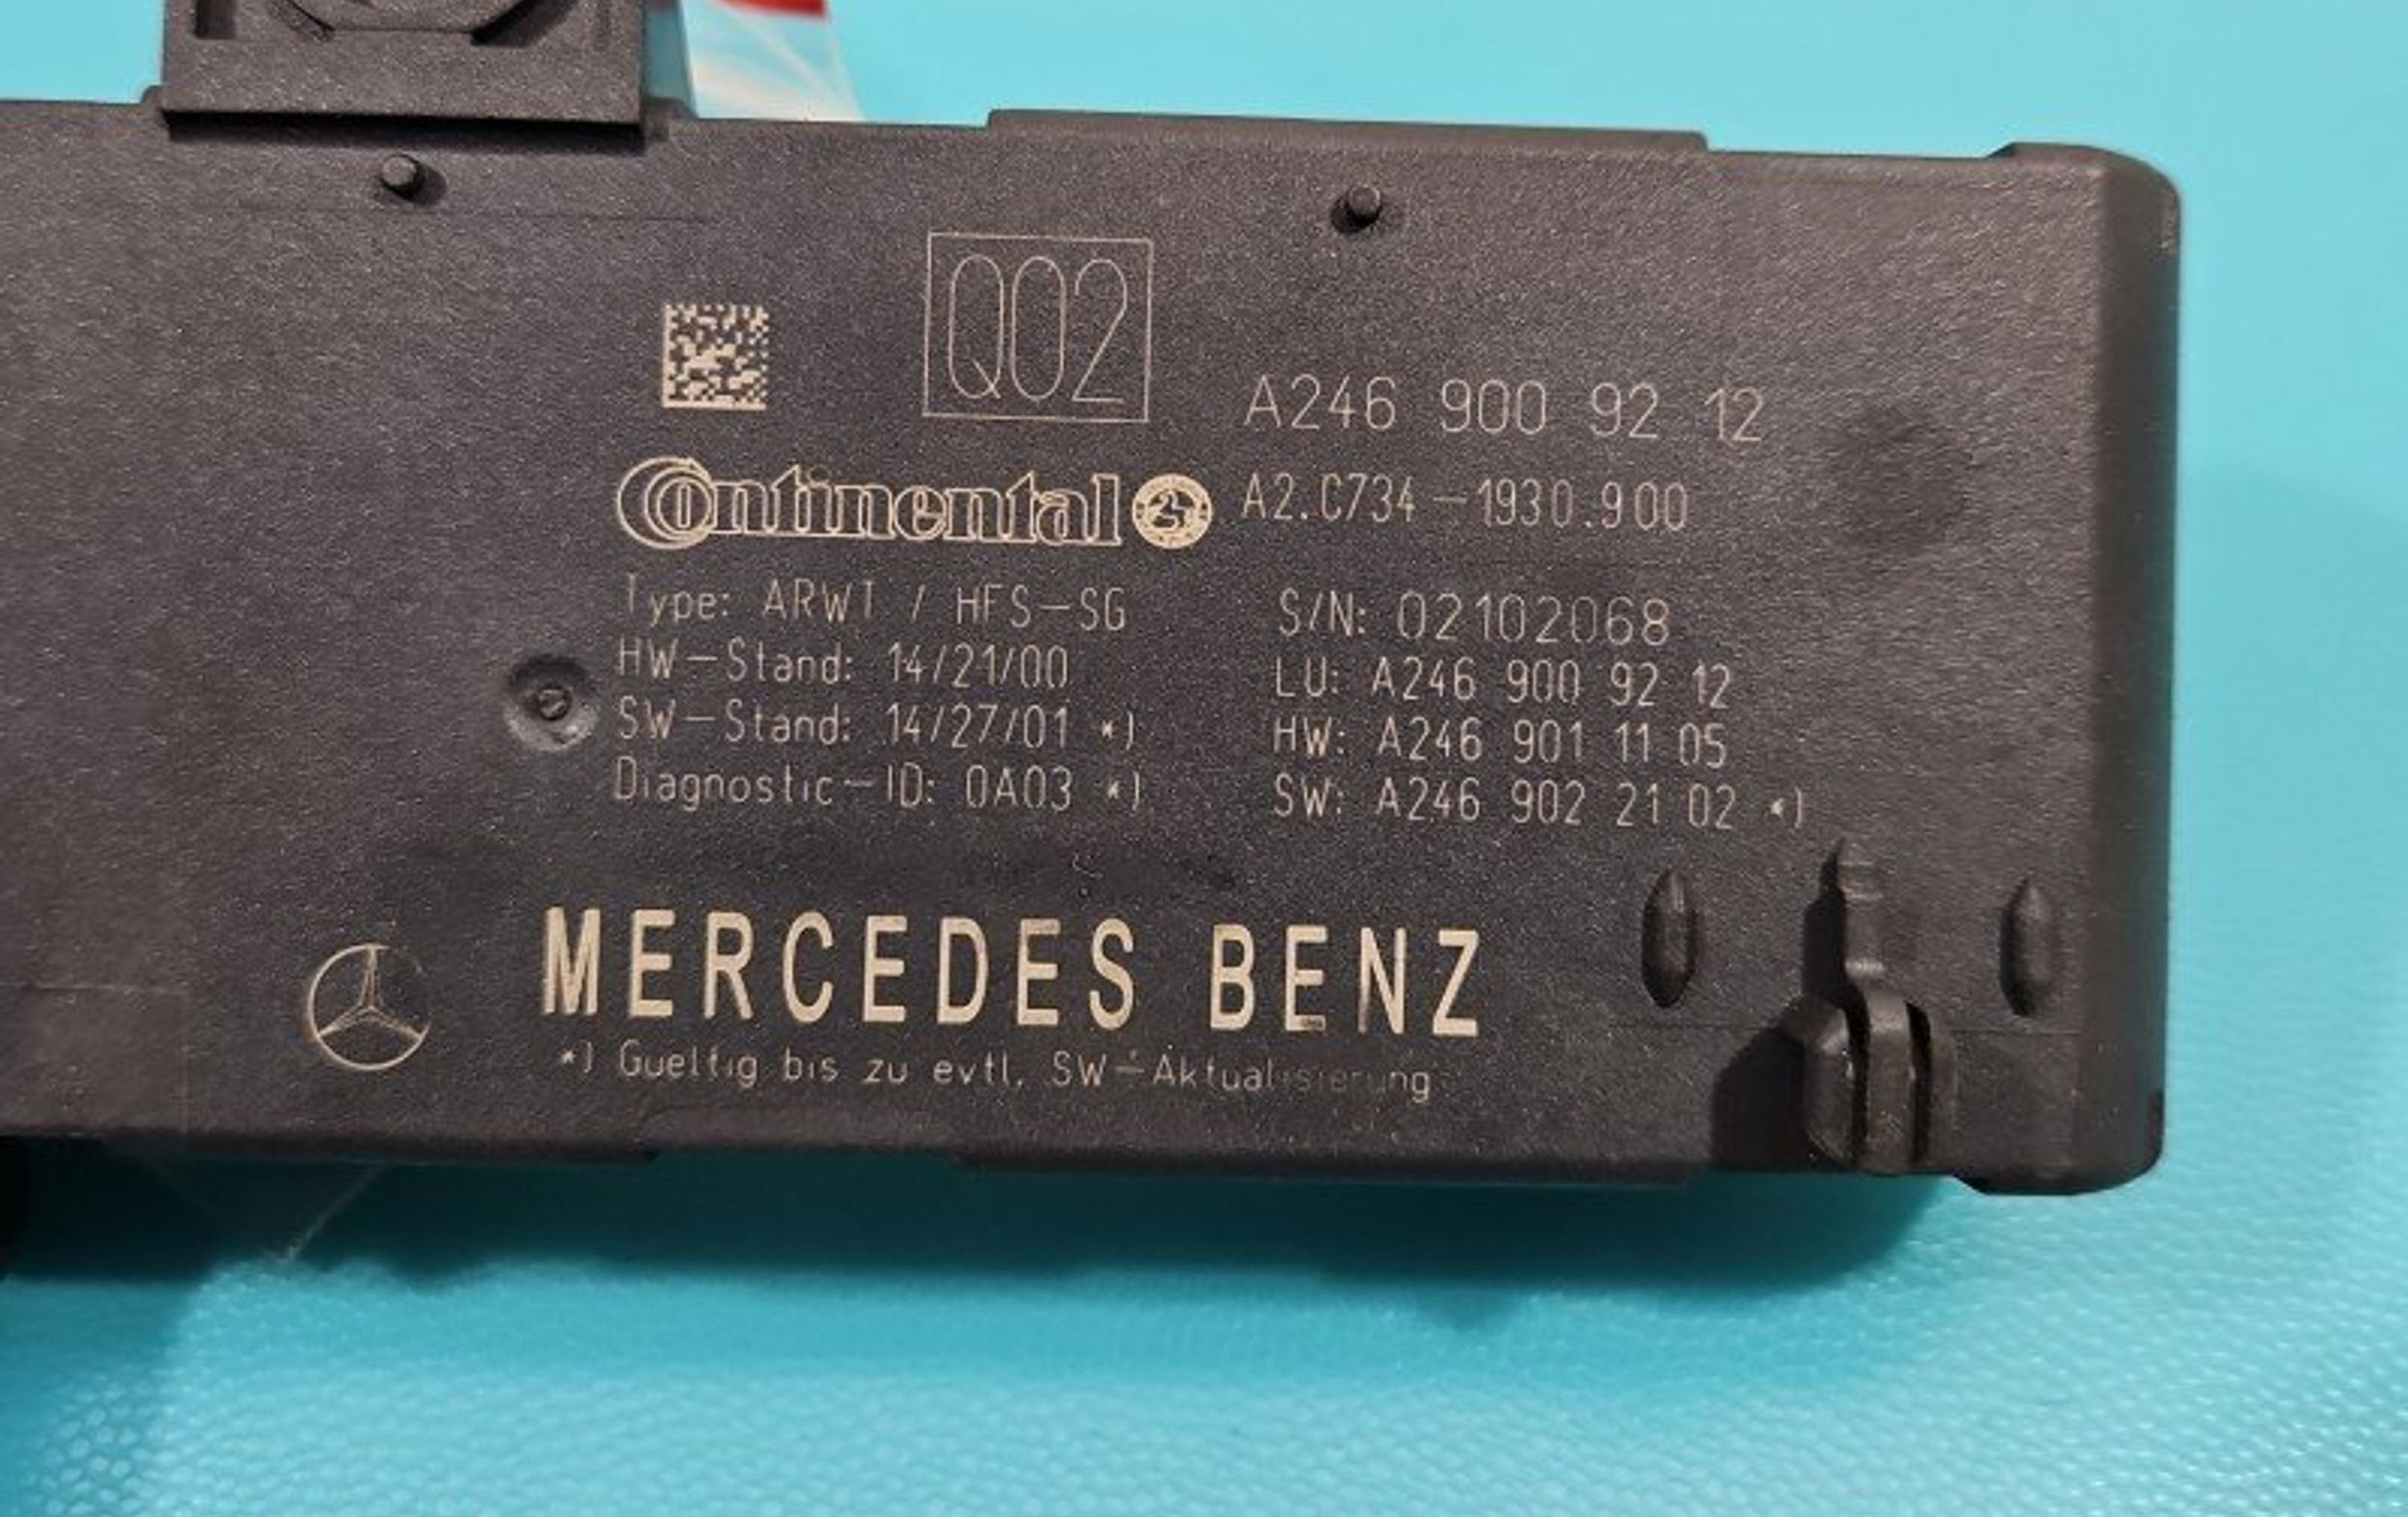 Q02
A246 900 92 12
Continental A2.C734-1930.900
Type: ARWT / HFS-SG
S/N: 02102068
HW-Stand: 14/21/00
LU: A246 900 92 12
SW-Stand: 14/27/01 *)
HW: A246 901 11 05
Diagnostic-ID: 0A03 *)
SW: A246 902 21 02 *)
MERCEDES BENZ
*) Gueltig bis zu evtl. SW-Aktualisierung